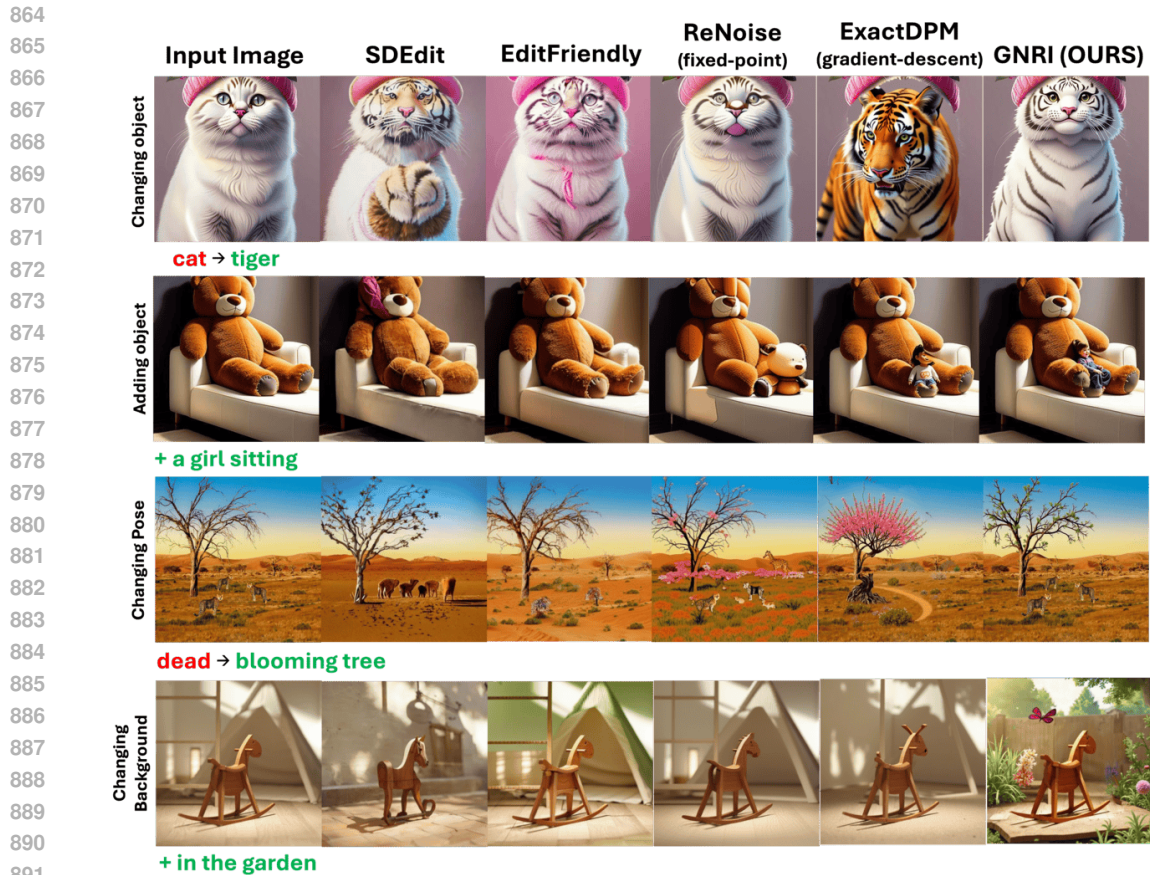 864
865
866
867
868
869
870
871
872
873
874
875
876
877
878
879
880
881
882
883
884
885
886
887
888
889
890
891
Input Image
SDEdit
EditFriendly
ReNoise
(fixed-point)
ExactDPM
(gradient-descent)
GNRI (OURS)
Changing object
cat → tiger
Adding object
+ a girl sitting
Changing Pose
dead → blooming tree
Changing
Background
+ in the garden